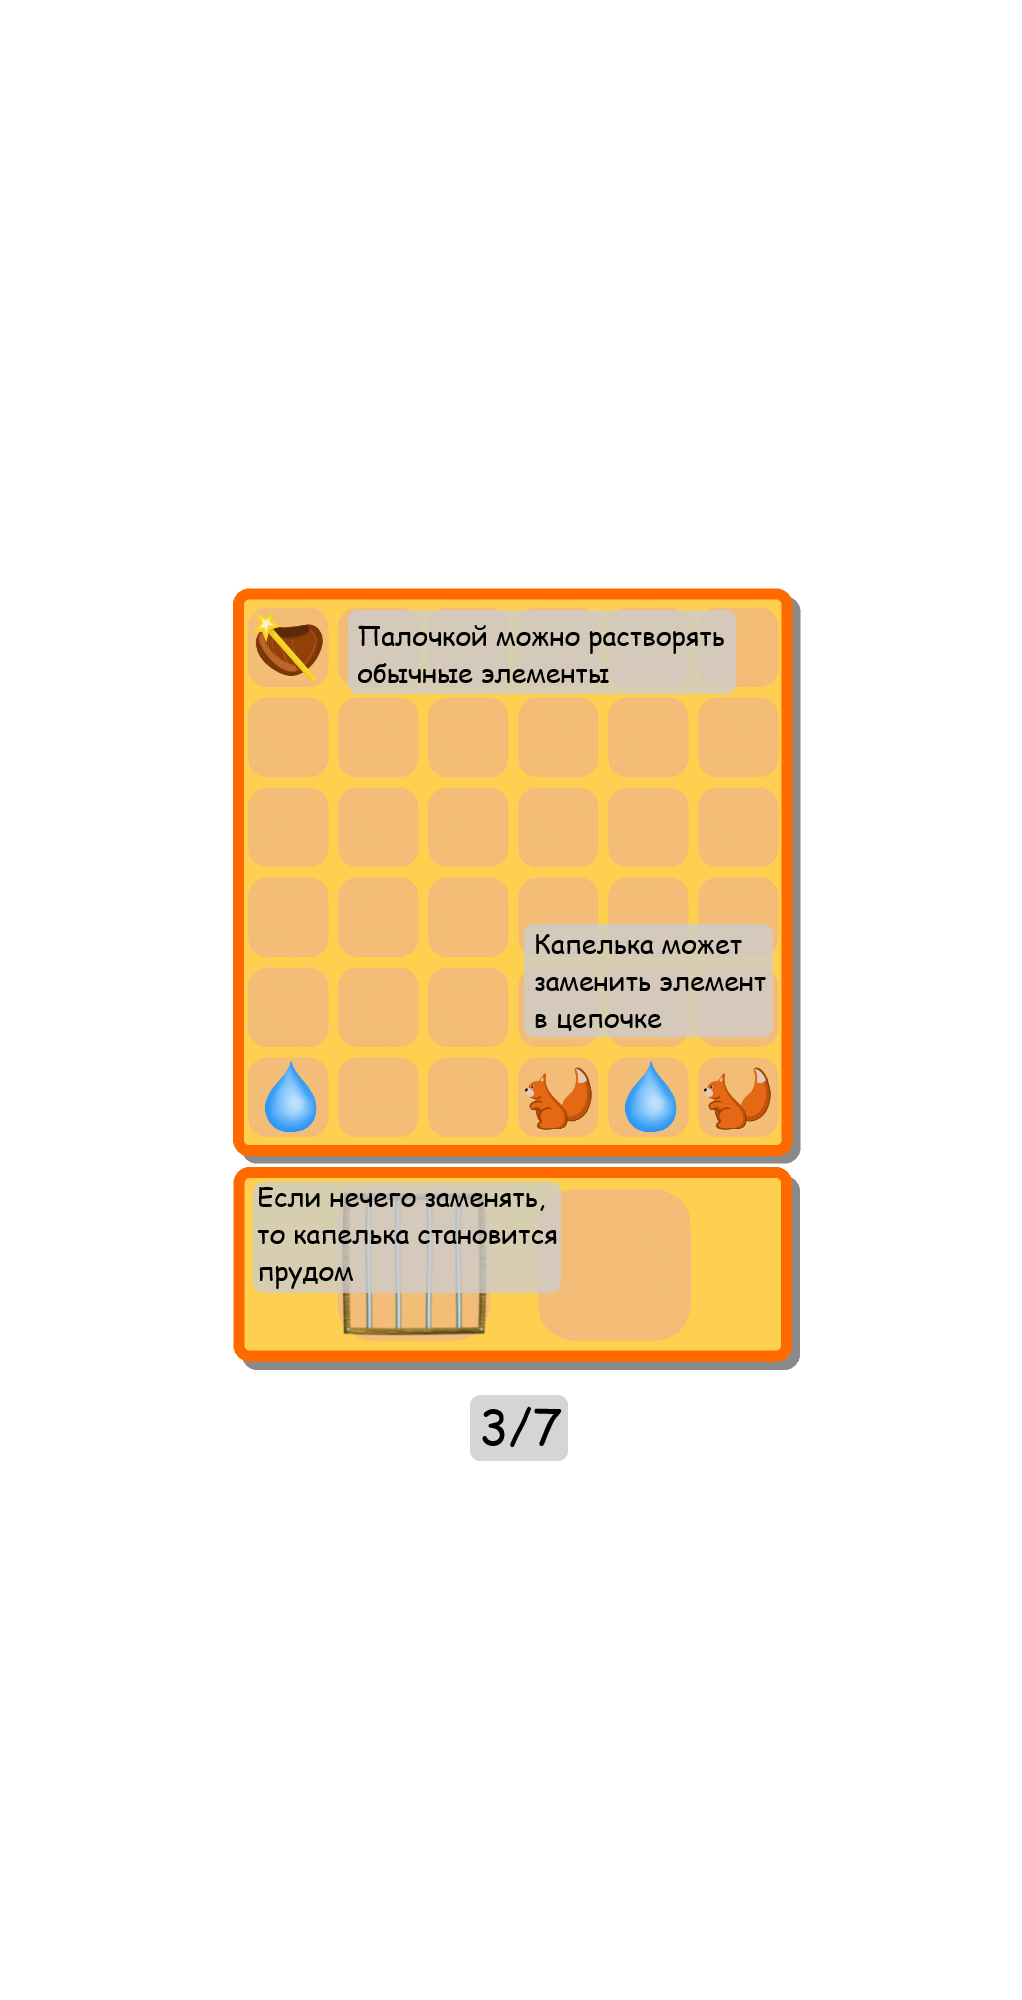 Палочкой можно растворять
обычные элементы
Капелька может
заменить элемент
в цепочке
Если нечего заменять,
то капелька становится
прудом
3/7